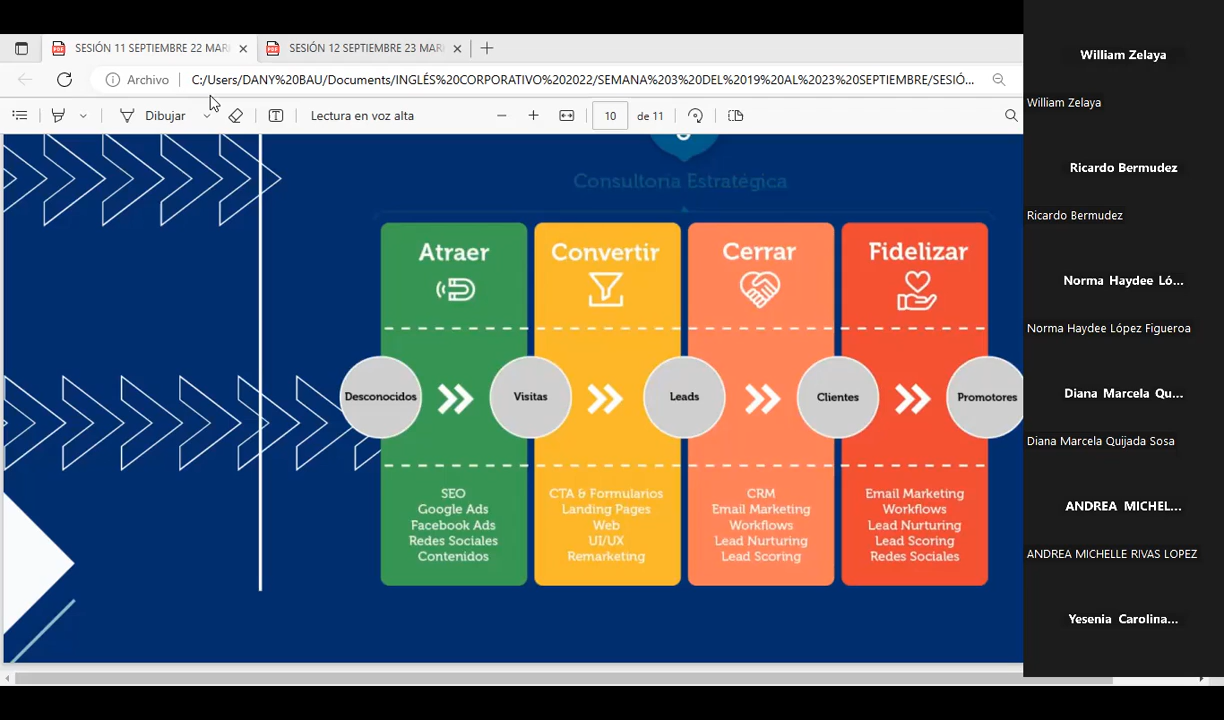 SESIÓN 11 SEPTIEMBRE 22 MAR
SESIÓN 12 SEPTIEMBRE 23 MAR
Archivo
C:/Users/DANY%20BAU/Documents/INGLÉS%20CORPORATIVO%202022/SEMANA%203%20DEL%2019%20AL%2023%20SEPTIEMBRE/SESIÓ...
Dibujar
Lectura en voz alta
10
de 11
Consultoria Estratégica
Atraer
Convertir
Cerrar
Fidelizar
Desconocidos
Visitas
Leads
Clientes
Promotores
SEO
Google Ads
Facebook Ads
Redes Sociales
Contenidos
CTA & Formularios
Landing Pages
Web
UI/UX
Remarketing
CRM
Email Marketing
Workflows
Lead Nurturing
Lead Scoring
Email Marketing
Workflows
Lead Nurturing
Lead Scoring
Redes Sociales
William Zelaya
William Zelaya
Ricardo Bermudez
Ricardo Bermudez
Norma Haydee Ló...
Norma Haydee López Figueroa
Diana Marcela Qu...
Diana Marcela Quijada Sosa
ANDREA MICHEL...
ANDREA MICHELLE RIVAS LOPEZ
Yesenia Carolina...